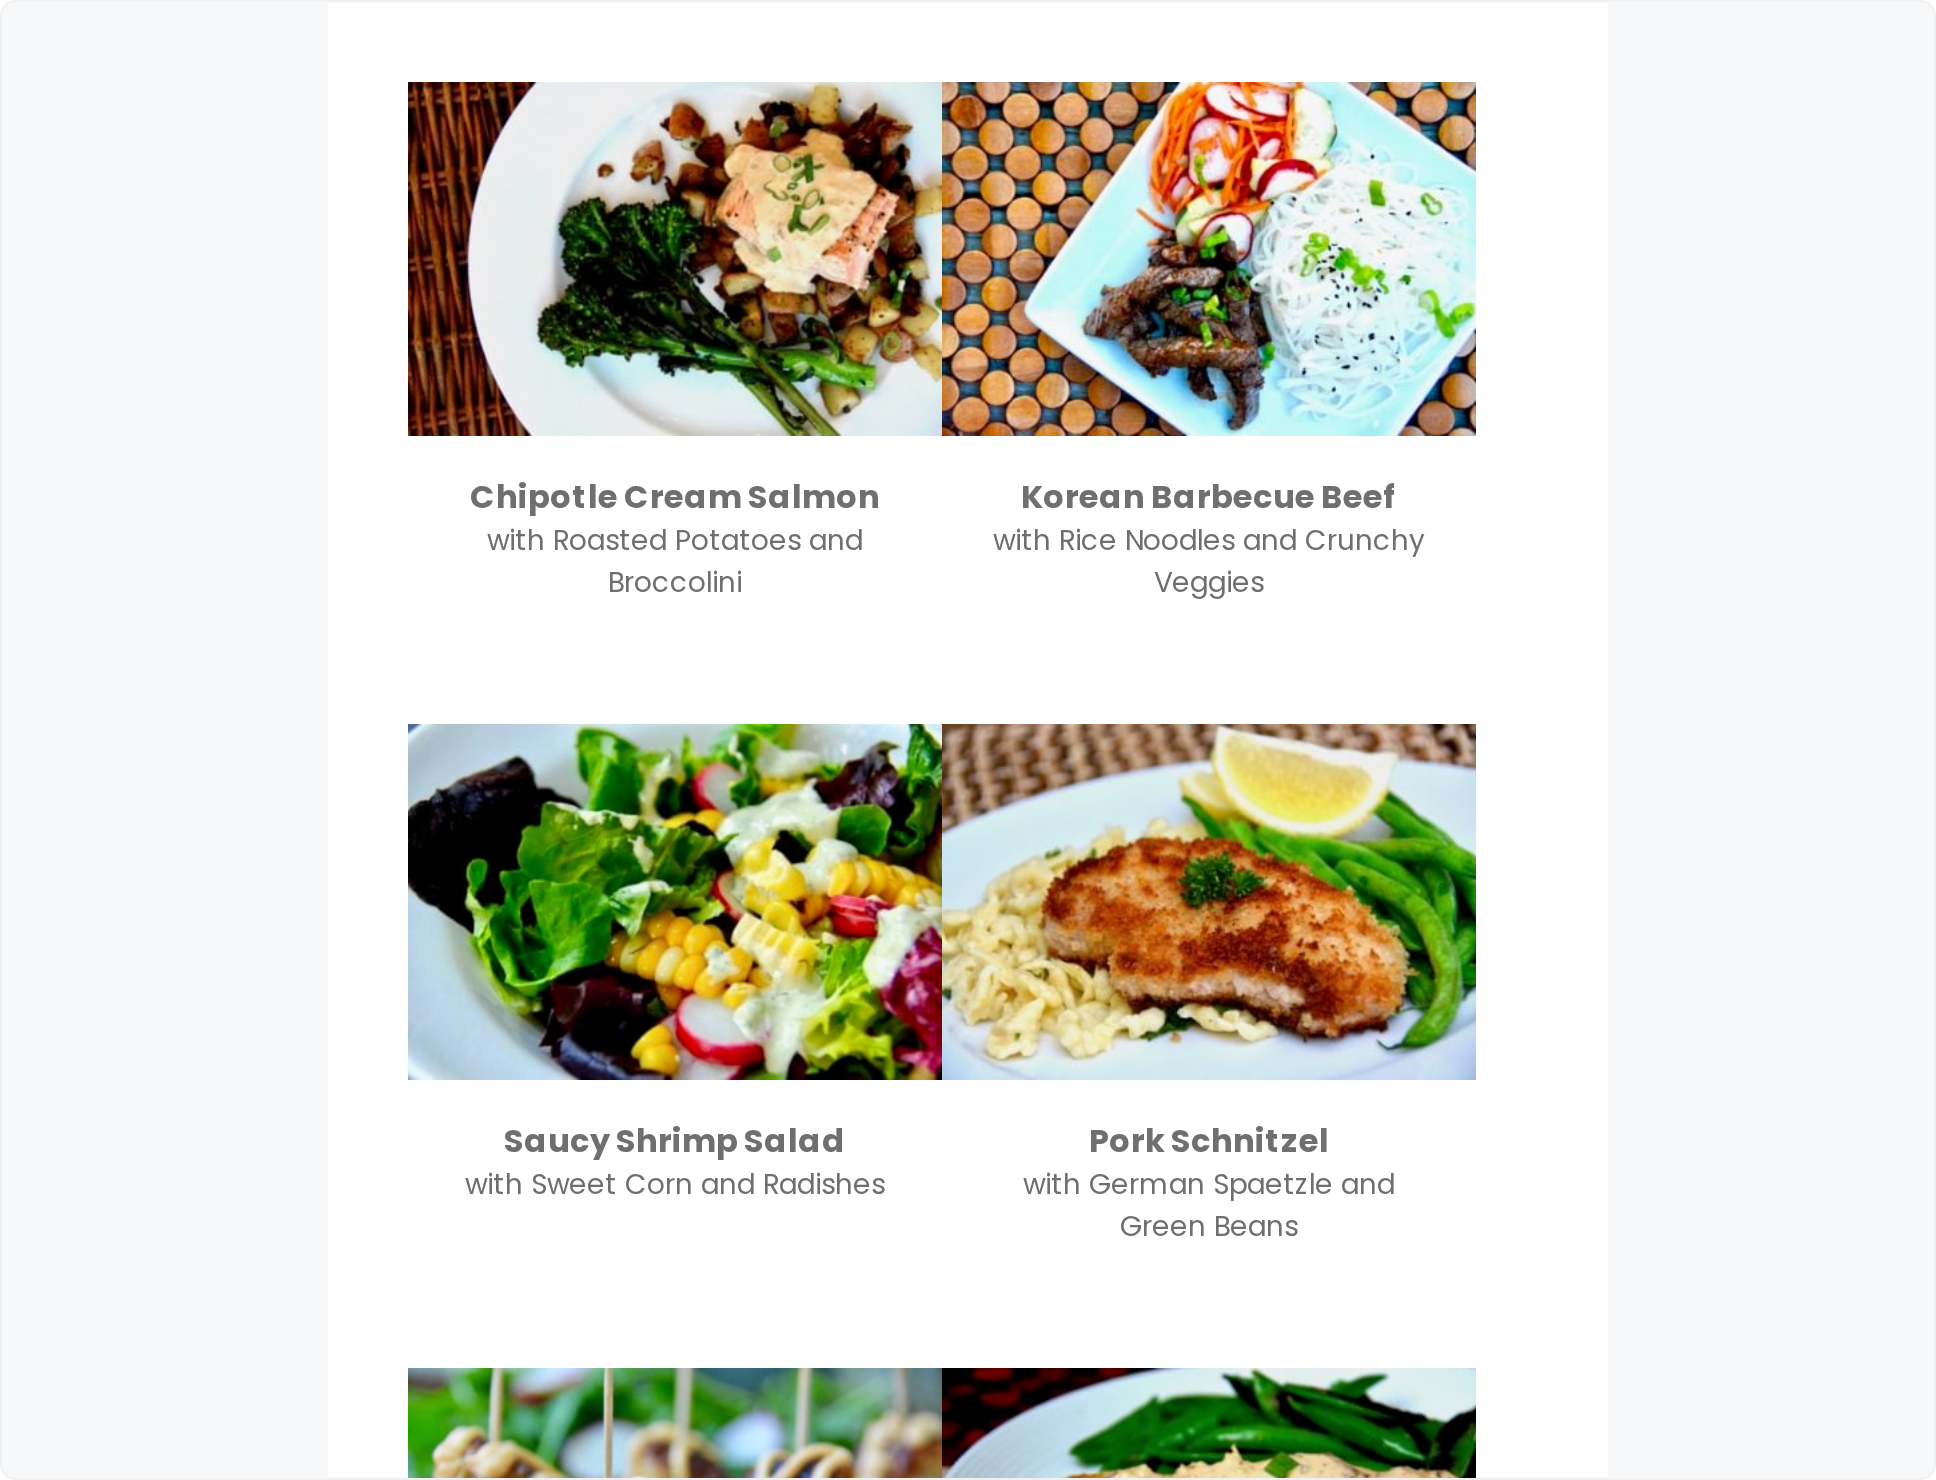 Chipotle Cream Salmon
with Roasted Potatoes and
Broccolini
Korean Barbecue Beef
with Rice Noodles and Crunchy
Veggies
Saucy Shrimp Salad
with Sweet Corn and Radishes
Pork Schnitzel
with German Spaetzle and
Green Beans